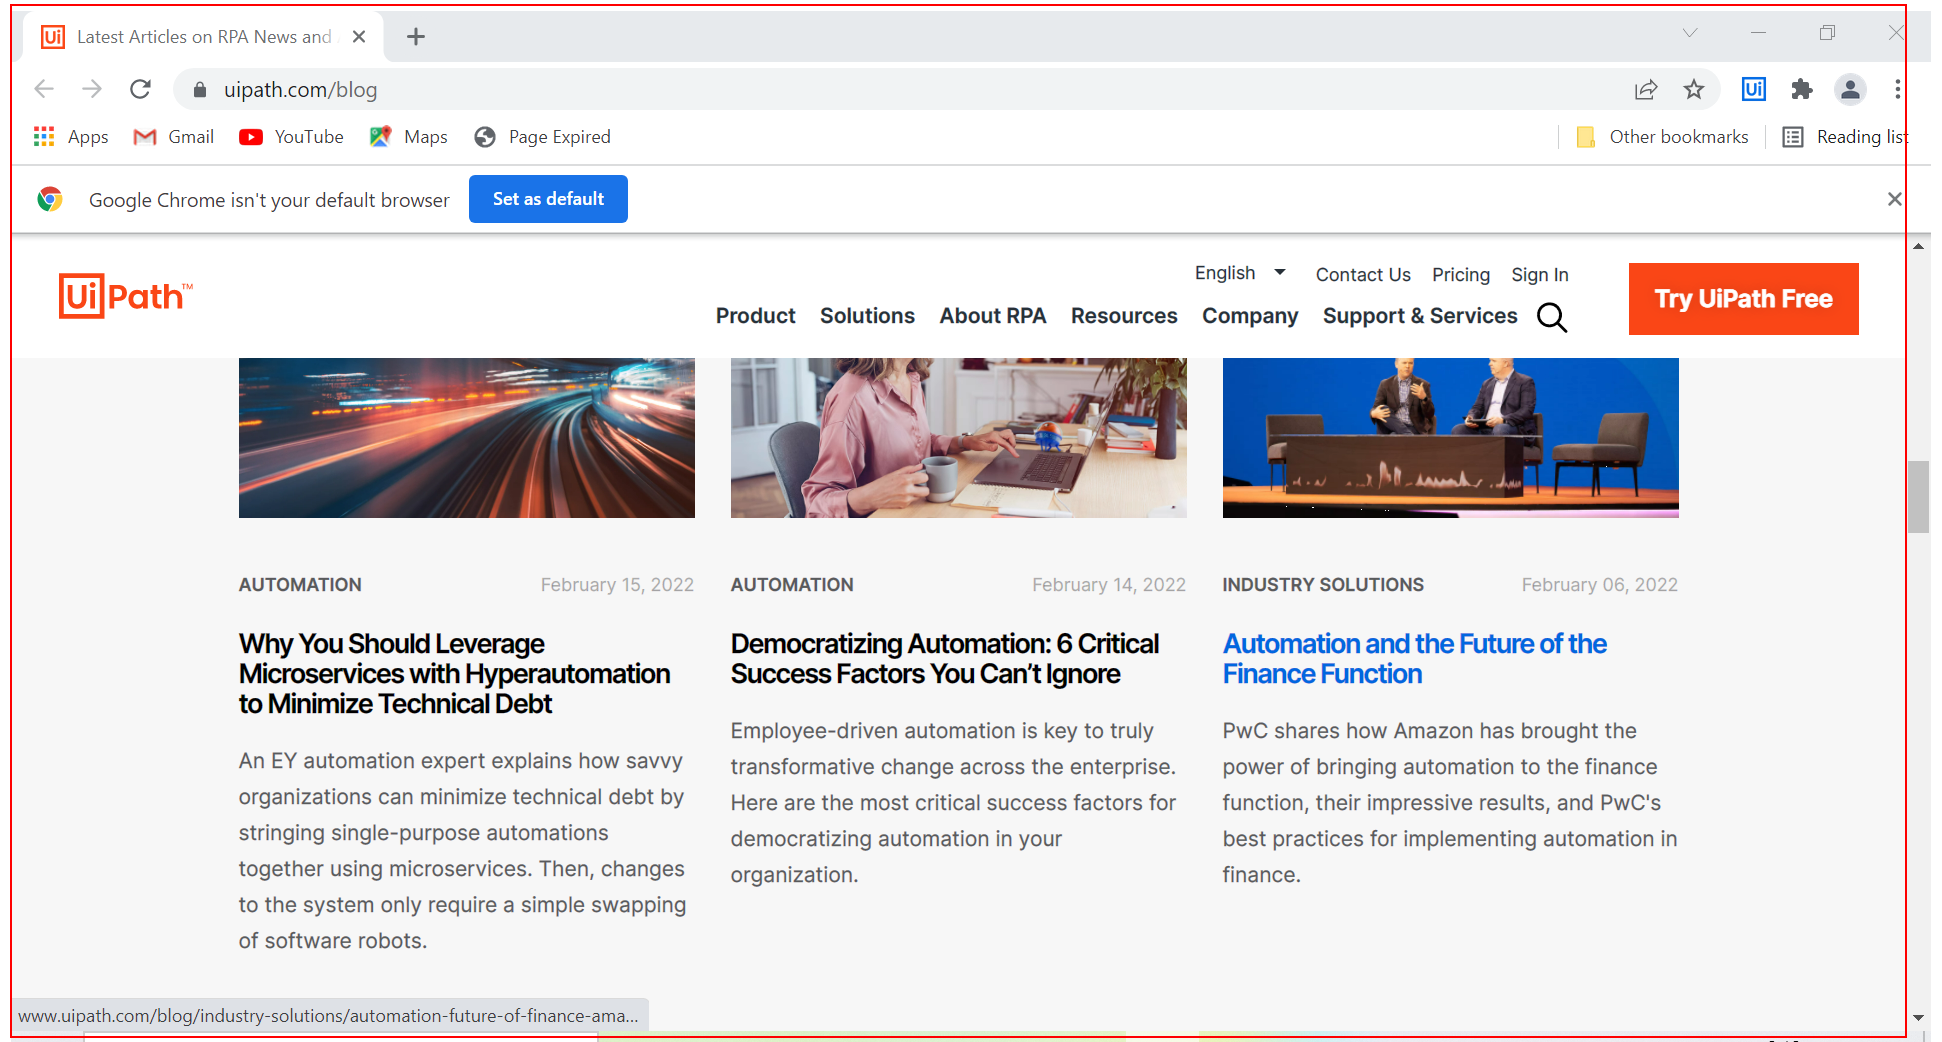 Latest Articles on RPA News and
uipath.com/blog
Ui
Apps
Gmail
YouTube
Maps
Page Expired
Other bookmarks
Reading list
Google Chrome isn't your default browser
Set as default
UiPath™
English
Contact Us
Pricing
Sign In
Product
Solutions
About RPA
Resources
Company
Support & Services
Try UiPath Free
AUTOMATION
February 15, 2022
Why You Should Leverage
Microservices with Hyperautomation
to Minimize Technical Debt
An EY automation expert explains how savvy
organizations can minimize technical debt by
stringing single-purpose automations
together using microservices. Then, changes
to the system only require a simple swapping
of software robots.
AUTOMATION
February 14, 2022
Democratizing Automation: 6 Critical
Success Factors You Can't Ignore
Employee-driven automation is key to truly
transformative change across the enterprise.
Here are the most critical success factors for
democratizing automation in your
organization.
INDUSTRY SOLUTIONS
February 06, 2022
Automation and the Future of the
Finance Function
PwC shares how Amazon has brought the
power of bringing automation to the finance
function, their impressive results, and PwC's
best practices for implementing automation in
finance.
www.uipath.com/blog/industry-solutions/automation-future-of-finance-ama...